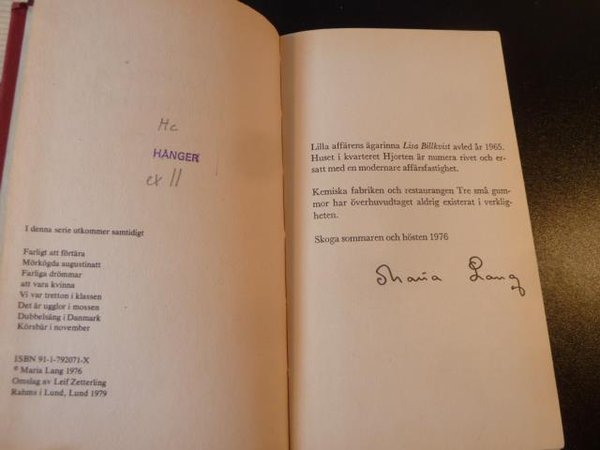 Hc
HÅNGER
ex 11
I denna serie utkommer samtidigt
Farligt att förtära
Mörkögda augustinatt
Farliga drömmar
att vara kvinna
Vi var tretton i klassen
Det är ugglor i mossen
Dubbelsäng i Danmark
Körsbär i november
ISBN 91-1-792071-X
© Maria Lang 1976
Omslag av Leif Zetterling
Rahms i Lund, Lund 1979
Lilla affärens ägarinna Lisa Billkvist avled år 1965.
Huset i kvarteret Hjorten är numera rivet och er-
satt med en modernare affärsfastighet.
Kemiska fabriken och restaurangen Tre små gum-
mor har överhuvudtaget aldrig existerat i verklig-
heten.
Skoga sommaren och hösten 1976
Maria Lang